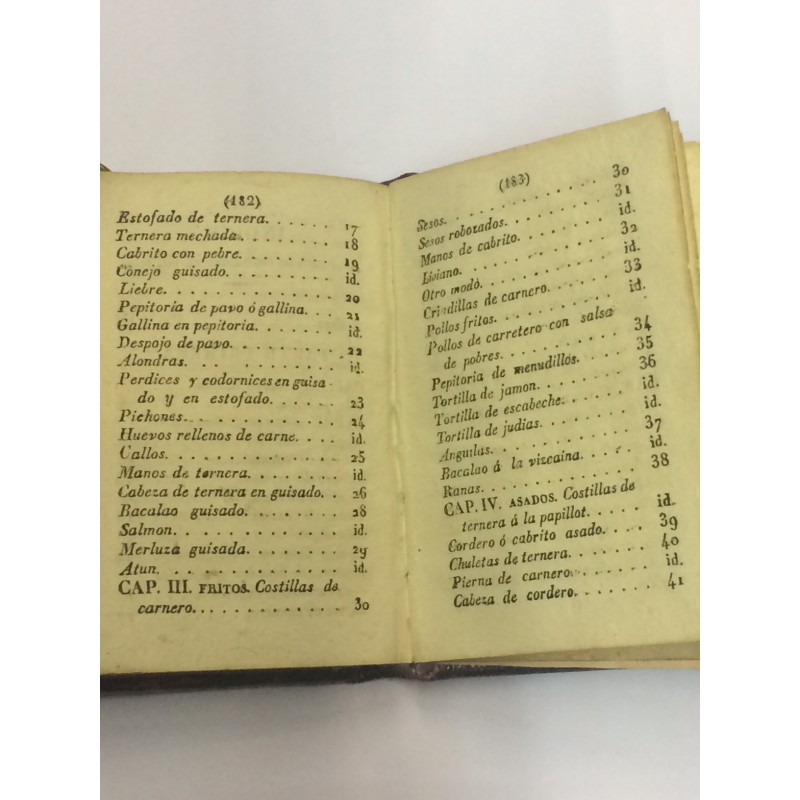 (182)
Estofado de ternera. . . . . . 17
Ternera mechada. . . . . . . . 18
Cabrito con pebre. . . . . . . 19
Conejo guisado. . . . . . . . . id.
Liebre. . . . . . . . . . . . . . 20
Pepitoria de pavo ó gallina. . . 21
Gallina en pepitoria. . . . . . id.
Despojo de pavo. . . . . . . . 22
Alondras. . . . . . . . . . . . id.
Perdices y codornices en guisa-
do y en estofado. . . . . . . 23
Pichones. . . . . . . . . . . . 24
Huevos rellenos de carne. . . . id.
Callos. . . . . . . . . . . . . 25
Manos de ternera. . . . . . . . id.
Cabeza de ternera en guisado. . 26
Bacalao guisado. . . . . . . . 28
Salmon. . . . . . . . . . . . . id.
Merluza guisada. . . . . . . . 29
Atun. . . . . . . . . . . . . . id.
CAP. III. FRITOS. Costillas de
carnero. . . . . . . . . . . . 30
(183)
Sesos. . . . . . . . . . . . . 30
Sesos robozados. . . . . . . . 31
Manos de cabrito. . . . . . . . id.
Liviano. . . . . . . . . . . . 32
Otro modo. . . . . . . . . . . id.
Criadillas de carnero. . . . . . 33
Pollos fritos. . . . . . . . . . id.
Pollos de carretero con salsa
de pobres. . . . . . . . . . . 34
Pepitoria de menudillos. . . . 35
Tortilla de jamon. . . . . . . 36
Tortilla de escabeche. . . . . id.
Tortilla de judias. . . . . . . id.
Anguilas. . . . . . . . . . . . 37
Bacalao á la vizcaina. . . . . id.
Ranas. . . . . . . . . . . . . 38
CAP. IV. ASADOS. Costillas de
ternera á la papillot. . . . . id.
Cordero ó cabrito asado. . . . 39
Chuletas de ternera. . . . . . 40
Pierna de carnero. . . . . . . id.
Cabeza de cordero. . . . . . . 41